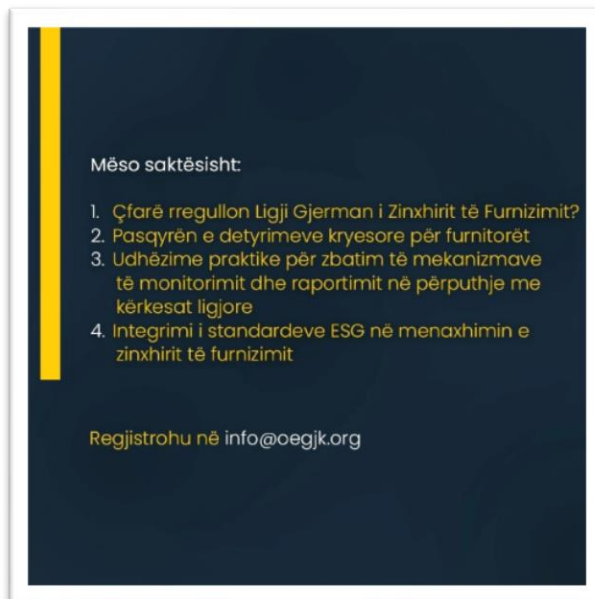 Mëso saktësisht:
1. Çfarë rregullon Ligji Gjerman i Zinxhirit të Furnizimit?
2. Pasqyrën e detyrimeve kryesore për furnitorët
3. Udhëzime praktike për zbatim të mekanizmave
të monitorimit dhe raportimit në përputhje me
kërkesat ligjore
4. Integrimi i standardeve ESG në menaxhimin e
zinxhirit të furnizimit
Regjistrohu në info@oegjk.org